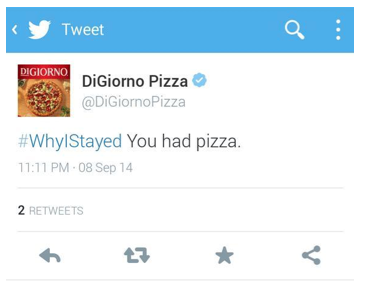 Tweet
DIGIORNO
DiGiorno Pizza
@DiGiornoPizza
#WhyIStayed You had pizza.
11:11 PM · 08 Sep 14
2 RETWEETS